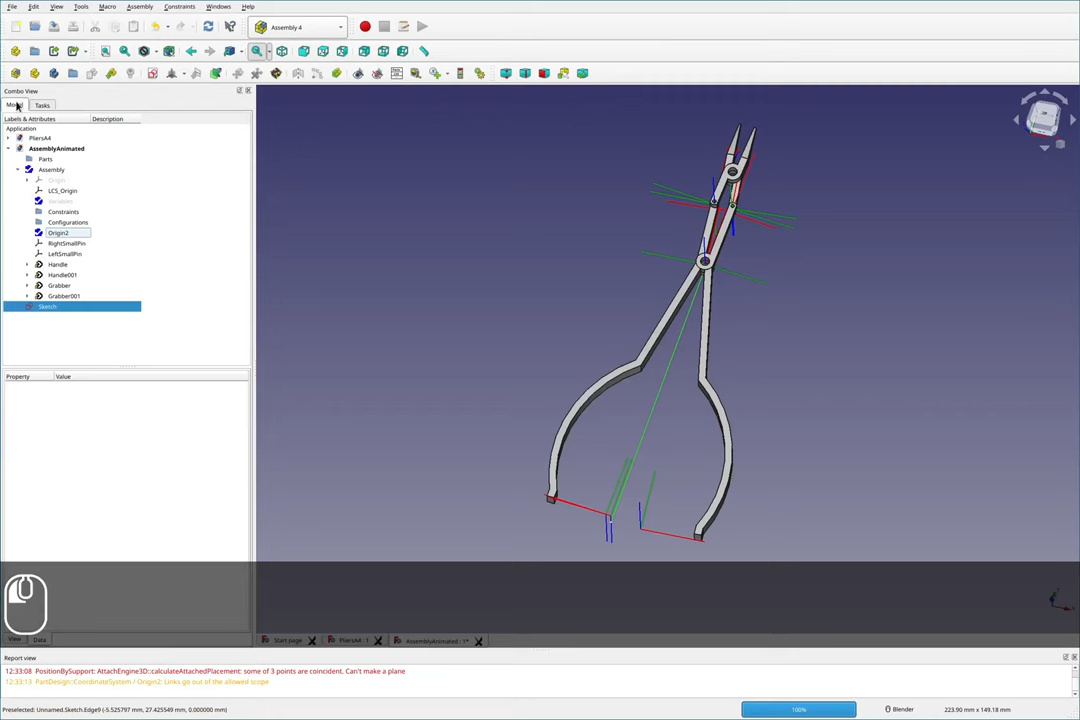 File Edit View Tools Macro Assembly Constraints Windows Help
Assembly 4
Combo View
Model Tasks
Labels & Attributes Description
Application
PliersA4
AssemblyAnimated
Parts
Assembly
Origin
LCS_Origin
Variables
Constraints
Configurations
Origin2
RightSmallPin
LeftSmallPin
Handle
Handle001
Grabber
Grabber001
Sketch
Property Value
View Data
Start page PliersA4 : 1 AssemblyAnimated : 1*
Report view
12:33:08 PositionBySupport: AttachEngine3D::calculateAttachedPlacement: some of 3 points are coincident. Can't make a plane
12:33:13 PartDesign::CoordinateSystem / Origin2: Links go out of the allowed scope
Preselected: Unnamed.Sketch.Edge9 (-5.525797 mm, 27.425549 mm, 0.000000 mm) 100% Blender 223.90 mm x 149.18 mm